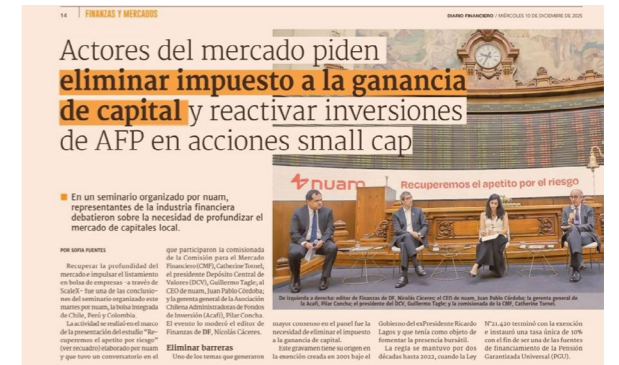 14 | FINANZAS Y MERCADOS
DIARIO FINANCIERO / MIÉRCOLES 10 DE DICIEMBRE DE 2025
Actores del mercado piden
eliminar impuesto a la ganancia
de capital y reactivar inversiones
de AFP en acciones small cap
En un seminario organizado por nuam,
representantes de la industria financiera
debatieron sobre la necesidad de profundizar el
mercado de capitales local.
nuam
Recuperemos el apetito por el riesgo
De izquierda a derecha: editor de Finanzas de DF, Nicolás Cáceres; el CEO de nuam, Juan Pablo Córdoba; la gerenta general de
la Acafi, Pilar Concha; el presidente del DCV, Guillermo Tagle; y la comisionada de la CMF, Catherine Tornel.
POR SOFIA FUENTES
Recuperar la profundidad del
mercado e impulsar el listamiento
en bolsa de empresas -a través de
ScaleX- fue una de las conclusio-
nes del seminario organizado este
martes por nuam, la bolsa integrada
de Chile, Perú y Colombia.
La actividad se realizó en el marco
de la presentación del estudio "Re-
cuperemos el apetito por riesgo"
(ver recuadro) elaborado por nuam
y que tuvo un conversatorio en el
que participaron la comisionada
de la Comisión para el Mercado
Financiero (CMF), Catherine Tornel;
el presidente Depósito Central de
Valores (DCV), Guillermo Tagle; al
CEO de nuam, Juan Pablo Córdoba;
y la gerenta general de la Asociación
Chilena Administradoras de Fondos
de Inversión (Acafi), Pilar Concha.
El evento lo moderó el editor de
Finanzas de DF, Nicolás Cáceres.
Eliminar barreras
Uno de los temas que generaron
mayor consenso en el panel fue la
necesidad de eliminar el impuesto
a la ganancia de capital.
Este gravamen tiene su origen en
la exención creada en 2001 bajo el
Gobierno del exPresidente Ricardo
Lagos y que tenía como objeto de
fomentar la presencia bursátil.
La regla se mantuvo por dos
décadas hasta 2022, cuando la Ley
N°21.420 terminó con la exención
e instauró una tasa única de 10%
con el fin de ser una de las fuentes
de financiamiento de la Pensión
Garantizada Universal (PGU).